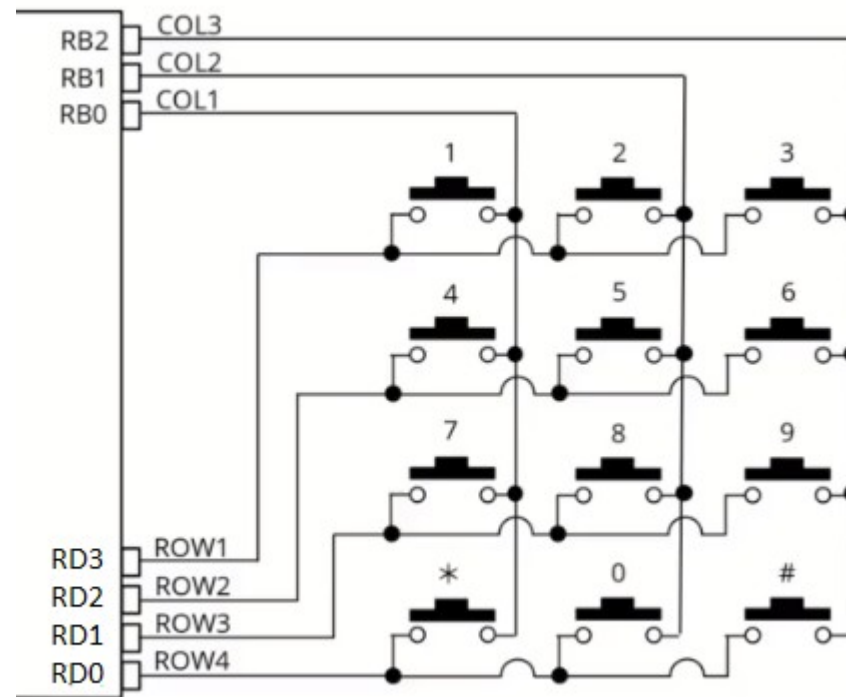 RB2 COL3
RB1 COL2
RB0 COL1
1 2 3
4 5 6
7 8 9
RD3 ROW1
RD2 ROW2
* 0 #
RD1 ROW3
RD0 ROW4